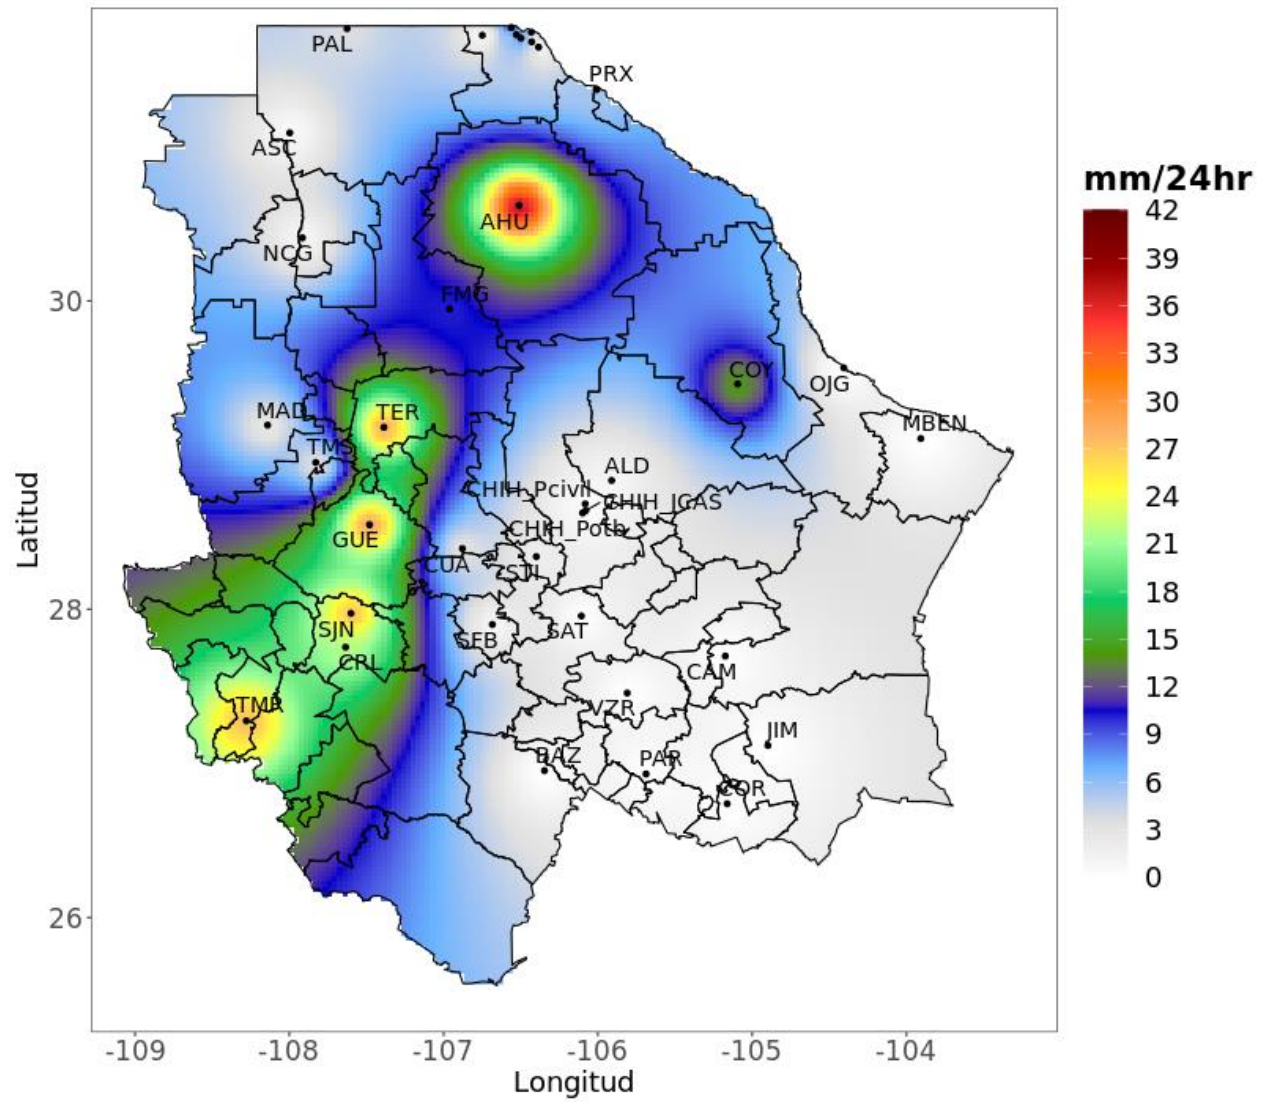 PAL
PRX
mm/24hr
42
ASC
39
AHU
NCG
36
30
FMG
33
COY
OJG
30
MAD
TER
MBEN
27
TMS
ALD
24
CHIH_Pcivil
CHIH_JGAS
CHIH_Potb
GUE
21
CUA
STI
18
28
SJN
SFB
SAT
15
CRL
CAM
12
TMR
VZR
JIM
9
BAZ
PAR
6
COR
3
0
26
Latitud
-109
-108
-107
-106
-105
-104
Longitud